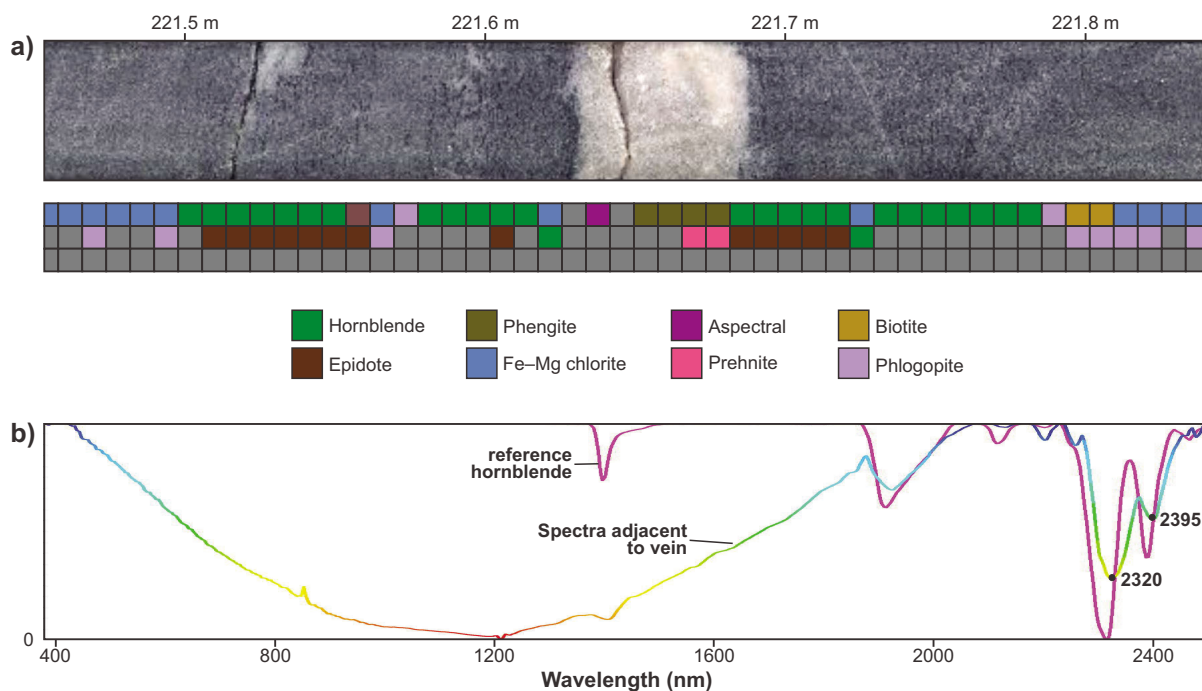 221.5 m 221.6 m 221.7 m 221.8 m
a)
Hornblende Phengite Aspectral Biotite
Epidote Fe–Mg chlorite Prehnite Phlogopite
b)
reference
hornblende
Spectra adjacent
to vein
2395
2320
0
400 800 1200 1600 2000 2400
Wavelength (nm)